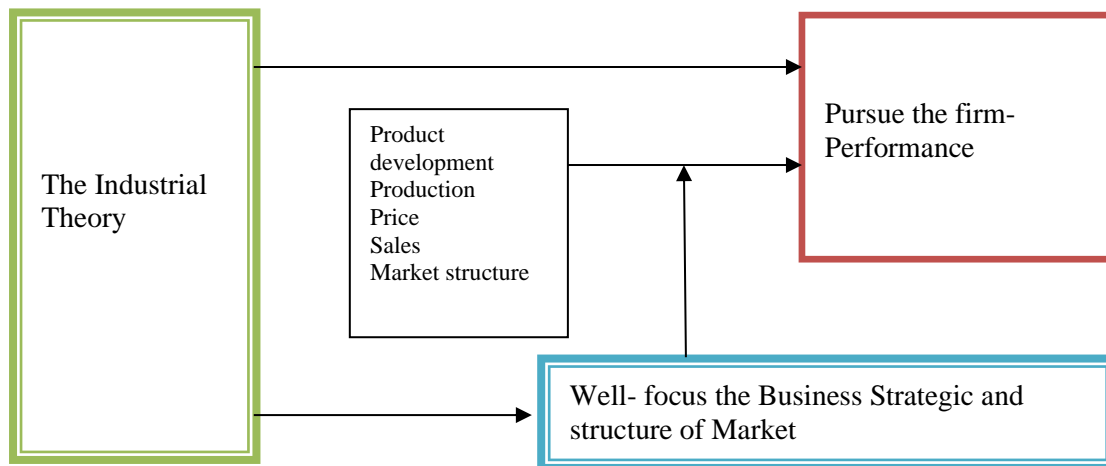 The Industrial
Theory
Product
development
Production
Price
Sales
Market structure
Pursue the firm-
Performance
Well- focus the Business Strategic and
structure of Market